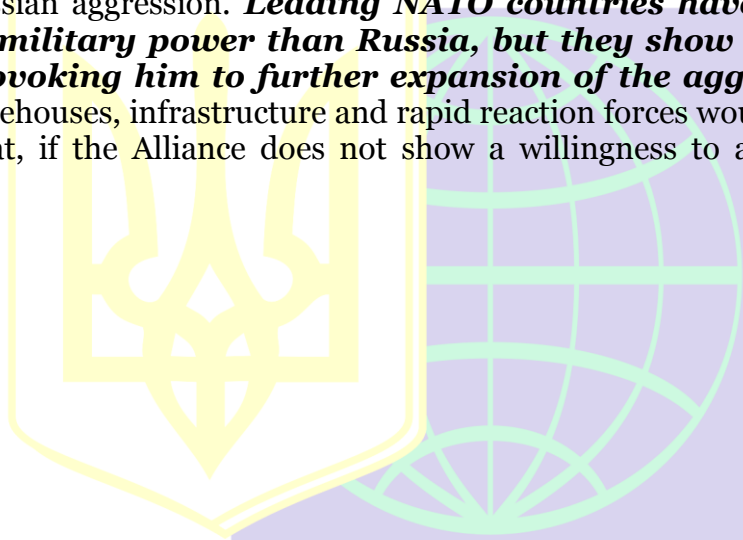 sian aggression. Leading NATO countries have
military power than Russia, but they show
voking him to further expansion of the agg
ehouses, infrastructure and rapid reaction forces wou
t, if the Alliance does not show a willingness to a